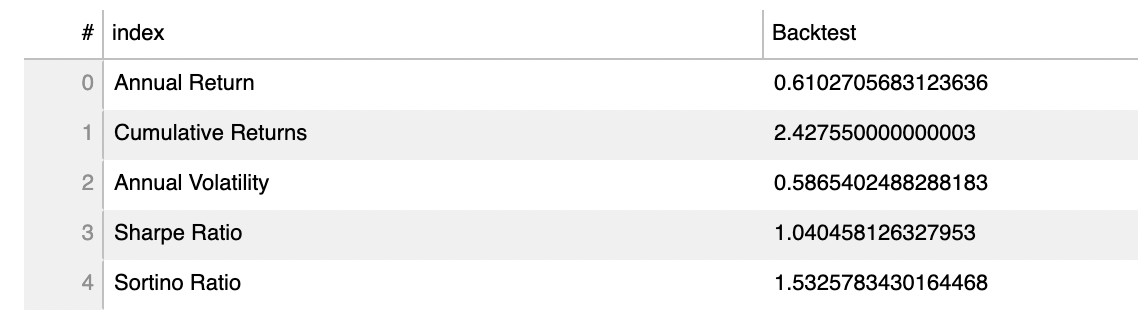 # index Backtest
0 Annual Return 0.6102705683123636
1 Cumulative Returns 2.427550000000003
2 Annual Volatility 0.5865402488288183
3 Sharpe Ratio 1.040458126327953
4 Sortino Ratio 1.5325783430164468